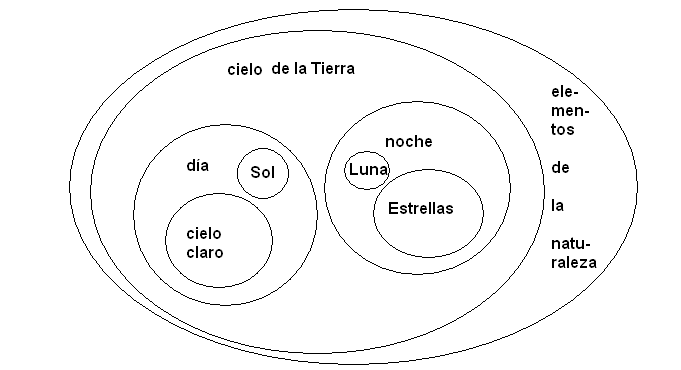 cielo de la Tierra
día
Sol
cielo
claro
noche
Luna
Estrellas
ele-
men-
tos
de
la
natu-
raleza